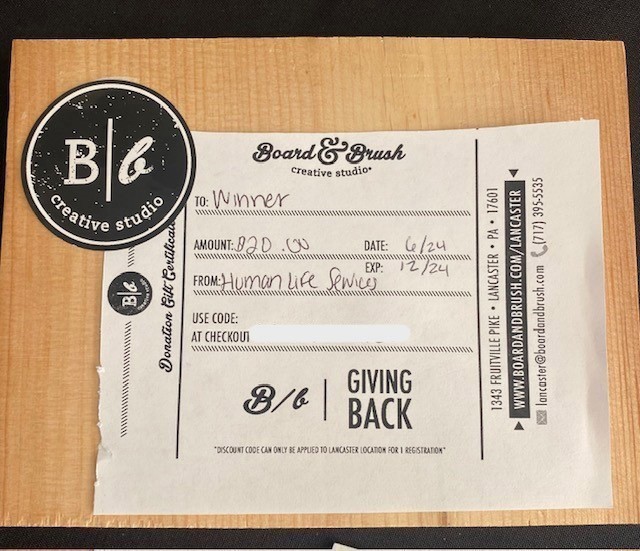 B|b
creative studio
Board & Brush
creative studio
TO: Winner
AMOUNT: $20.00 DATE: 6/24
EXP: 12/24
FROM: Human Life Services
USE CODE:
AT CHECKOUT
B/b | GIVING
BACK
"DISCOUNT CODE CAN ONLY BE APPLIED TO LANCASTER LOCATION FOR 1 REGISTRATION"
Donation Gift Certificate
B|b
1343 FRUITVILLE PIKE • LANCASTER • PA • 17601
WWW.BOARDANDBRUSH.COM/LANCASTER
lancaster@boardandbrush.com (717) 395-5535